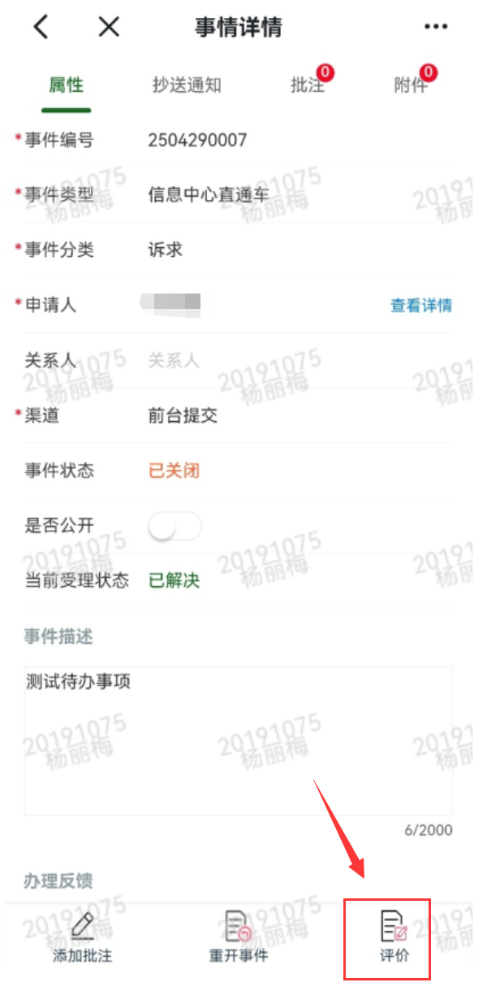 事情详情
属性 抄送通知 批注 0 附件 0
*事件编号 2504290007
*事件类型 信息中心直通车
*事件分类 诉求
*申请人 查看详情
关系人 关系人
*渠道 前台提交
事件状态 已关闭
是否公开
当前受理状态 已解决
事件描述
测试待办事项
6/2000
办理反馈
添加批注 重开事件 评价
20191075
杨丽梅